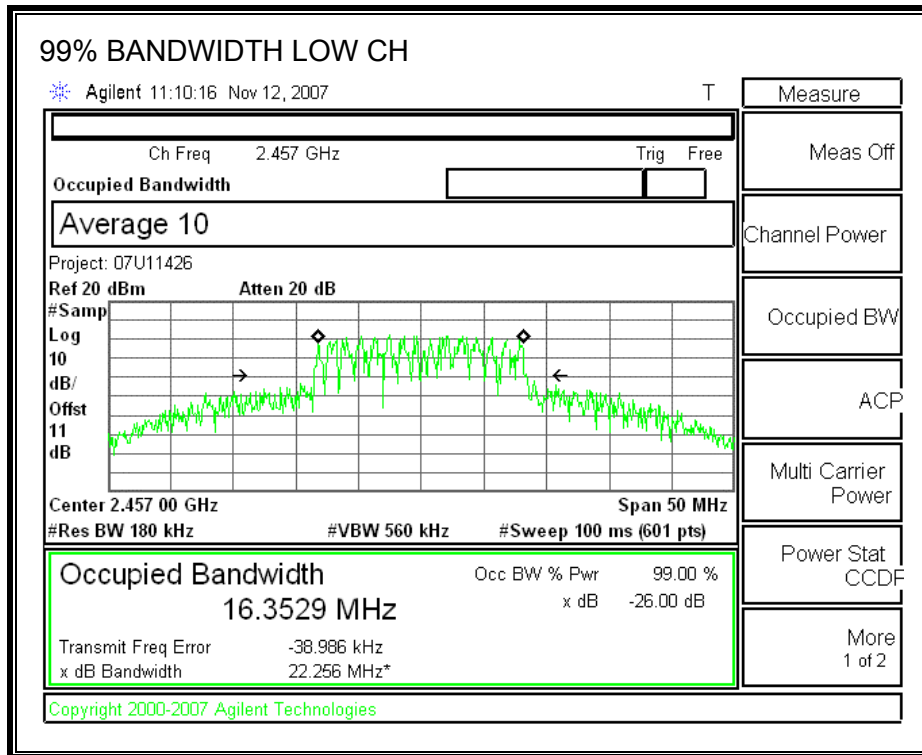 99% BANDWIDTH LOW CH
Agilent 11:10:16 Nov 12, 2007 T
Measure
Ch Freq 2.457 GHz Trig Free
Meas Off
Occupied Bandwidth
Average 10
Channel Power
Project: 07U11426
Ref 20 dBm Atten 20 dB
#Samp
Log
10
dB/
Offst
11
dB
Occupied BW
ACP
Multi Carrier
Power
Center 2.457 00 GHz Span 50 MHz
#Res BW 180 kHz #VBW 560 kHz #Sweep 100 ms (601 pts)
Power Stat
CCDF
Occupied Bandwidth Occ BW % Pwr 99.00 %
16.3529 MHz x dB -26.00 dB
Transmit Freq Error -38.986 kHz
x dB Bandwidth 22.256 MHz*
More
1 of 2
Copyright 2000-2007 Agilent Technologies